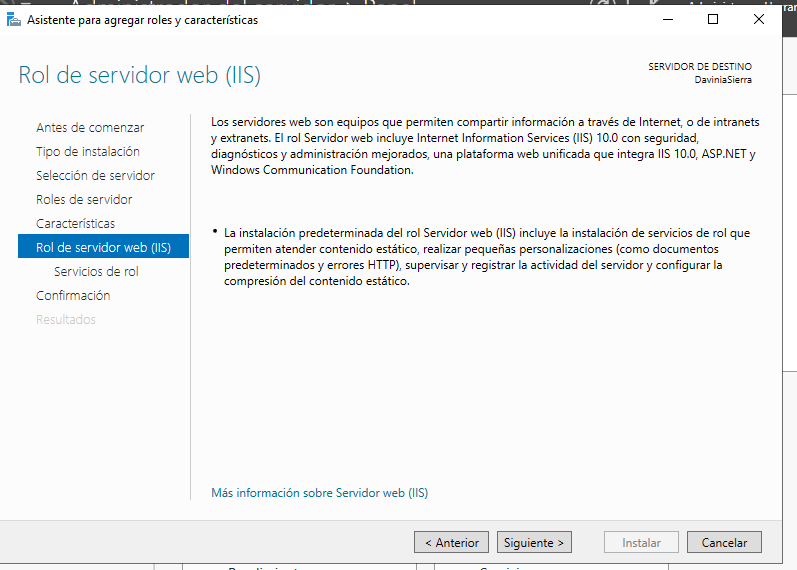 Asistente para agregar roles y características
Rol de servidor web (IIS)
SERVIDOR DE DESTINO
DaviniaSierra
Antes de comenzar
Tipo de instalación
Selección de servidor
Roles de servidor
Características
Rol de servidor web (IIS)
Servicios de rol
Confirmación
Resultados
Los servidores web son equipos que permiten compartir información a través de Internet, o de intranets
y extranets. El rol Servidor web incluye Internet Information Services (IIS) 10.0 con seguridad,
diagnósticos y administración mejorados, una plataforma web unificada que integra IIS 10.0, ASP.NET y
Windows Communication Foundation.
• La instalación predeterminada del rol Servidor web (IIS) incluye la instalación de servicios de rol que
permiten atender contenido estático, realizar pequeñas personalizaciones (como documentos
predeterminados y errores HTTP), supervisar y registrar la actividad del servidor y configurar la
compresión del contenido estático.
Más información sobre Servidor web (IIS)
< Anterior
Siguiente >
Instalar
Cancelar